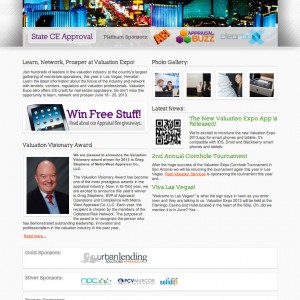 State CE Approval
Platinum Sponsors:
APPRAISAL
BUZZ
Learn, Network, Prosper at Valuation Expo!
Join hundreds of leaders in the valuation industry at the country's largest
gathering of real estate appraisers, this year in Las Vegas, Nevada!
Learn the latest information about the future of the industry and network
with lenders, vendors, regulators and valuation professionals. Valuation
Expo also offers CE credit for real estate appraisers. So don't miss this
opportunity to learn, network and prosper June 18 - 20, 2013.
Win Free Stuff!
Read about our Appraisal Buzz giveaway...
Valuation Visionary Award
We are pleased to announce the Valuation
Visionary award winner for 2013 is Greg
Stephens of Metro-West Appraisal Co.,
LLC.
The Valuation Visionary Award has become
one of the most prestigious awards in the
appraisal industry. Now, in its third year, we
are excited to announce this year's winner
is Greg Stephens, SVP of Appraisal
Operations and Compliance with Metro-
West Appraisal Co. LLC. Each year, the
recipient is chosen by the members of the
Collateral Risk Network. The purpose of
the award is to recognize the person who
has demonstrated outstanding leadership, innovation and
professionalism in the valuation industry in the past year.
Read more...
Photo Gallery:
Latest News:
The New Valuation Expo App is
Released!
We're excited to introduce the new Valuation Expo
2013 app for smart phones and tablets. It's
compatible with iOS, Droid and Blackberry smart
phones and tablets.
2nd Annual Cornhole Tournament
After the huge success of the Valuation Cornhole Tournament in
San Antonio we will be returning the tournament again this year in
Las Vegas! Real Valuation Services is sponsoring the tournament this year
and...
Viva Las Vegas!
"Welcome to Las Vegas!" is what the sign says in neon as you enter
town and they are talking to us. Valuation Expo 2013 will be held at the
Flamingo Casino and Hotel located in the heart of the Strip. Oh, did we
mention it is in June? Yes...
Gold Sponsors:
urbanlending
SOLUTIONS
Silver Sponsors:
PCVMURCOR
solidifi